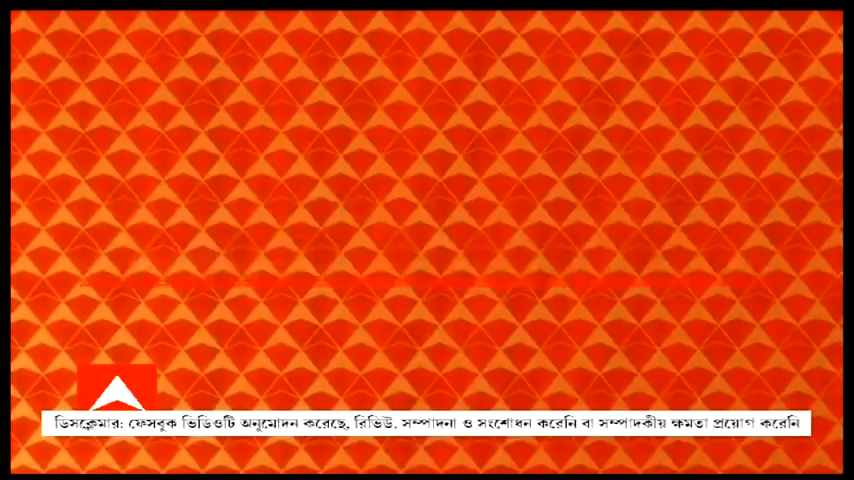 ডিসক্লেমার: ফেসবুক ভিডিওটি অনুমোদন করেছে, রিভিউ, সম্পাদনা ও সংশোধন করেনি বা সম্পাদকীয় ক্ষমতা প্রয়োগ করেনি